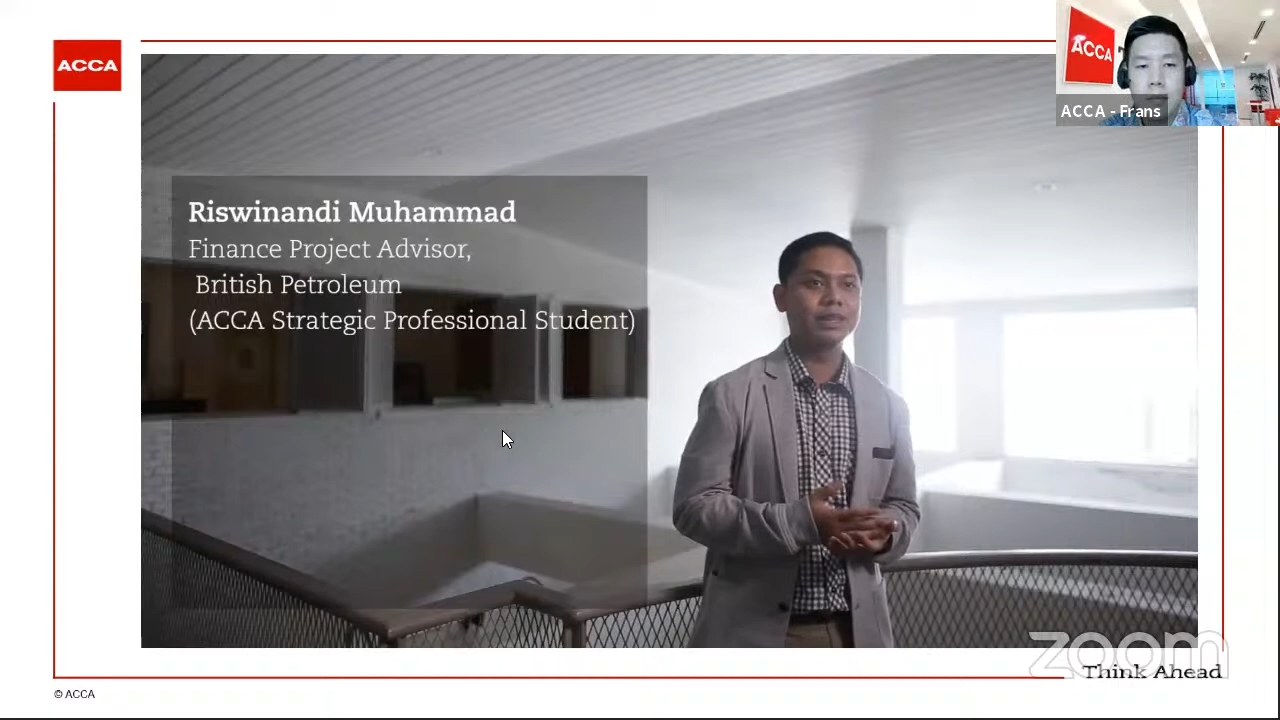 ACCA
ACCA
ACCA - Frans
Riswinandi Muhammad
Finance Project Advisor,
British Petroleum
(ACCA Strategic Professional Student)
zoom
Think Ahead
© ACCA